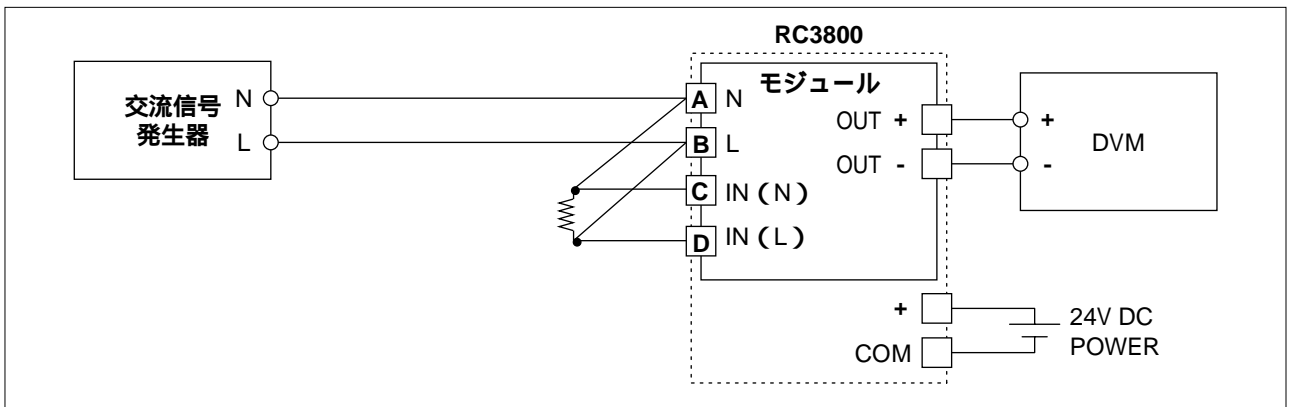 RC3800
モジュール
交流信号
発生器
N
L
A N
B L
C IN（N）
D IN（L）
OUT +
OUT -
+
-
DVM
+
COM
24V DC
POWER